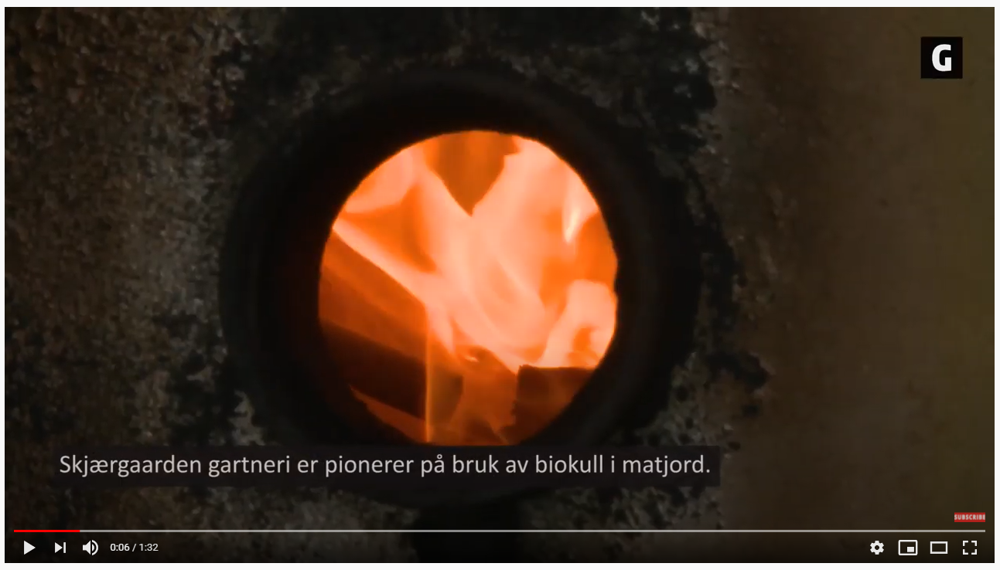 G
Skjærgaarden gartneri er pionerer på bruk av biokull i matjord.
SUBSCRIBE
0:06 / 1:32